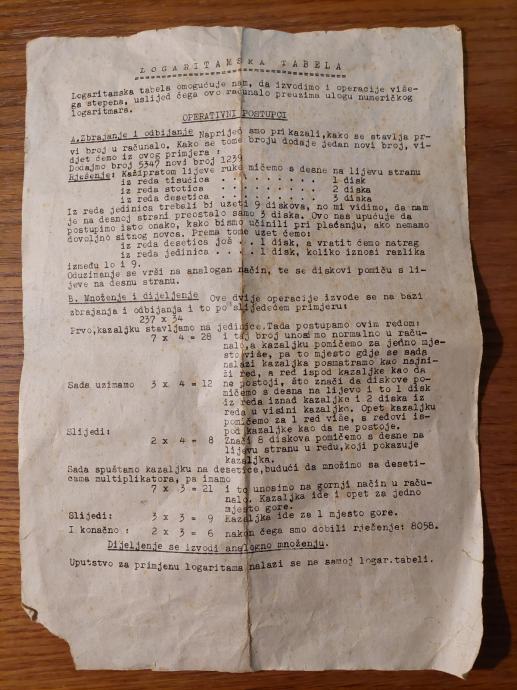 LOGARITAMSKA TABELA
Logaritamska tabela omogućuje nam, da izvodimo i operacije više-
ga stepena, uslijed čega ovo računalo preuzima ulogu numeričkog
logaritmara.
OPERATIVNI POSTUPCI
A.Zbrajanje i odbijanje Naprijed smo prikazali,kako se stavlja pr-
vi broj u računalo. Kako se tome broju dodaje jedan novi broj, vi-
djet ćemo iz ovog primjera :
Dodajmo broj 5347 novi broj 1239
Rješenje: Kažiprstom lijeve ruke mičemo s desne na lijevu stranu
iz reda tisućica . . . . . . . . . 1 disk
iz reda stotica . . . . . . . . . 2 diska
iz reda desetica . . . . . . . . . 3 diska
Iz reda jedinica trebeli bi uzeti 9 diskova, no mi vidimo, da nam
je na desnoj strani preostalo samo 3 diska. Ovo nas upućuje da
postupimo isto onako, kako bismo učinili pri plaćanju, ako nemamo
dovoljno sitnog novca. Prema tome uzet ćemo:
iz reda desetica još . . 1 disk, a vratit ćemo natrag
iz reda jedinica . . . . 1 disk, koliko iznosi razlika
između lo i 9.
Oduzimanje se vrši na analogan način, te se diskovi pomiču s li-
jeve na desnu stranu.
B. Množenje i dijeljenje Ove dvije operacije izvode se na bazi
zbrajanja i odbijanja i to po slijedećem primjeru:
237 x 34
Prvo,kazaljku stavljamo na jedinice.Tada postupamo ovim redom:
7 x 4 = 28 i taj broj unosimo normalno u raču-
nalo,a kazaljku pomičemo za jedno mje-
sto više, pa to mjesto gdje se sada
nalazi kazaljka posmatramo kao najni-
ži red, a red ispod kazaljke kao da
Sada uzimamo 3 x 4 = 12 ne postoji, što znači da diskove po-
mičemo s desne na lijevo i to 1 disk
iz reda iznad kazaljke i 2 diska iz
reda u visini kazaljke. Opet kazaljku
pomičemo za 1 red više, a redovi is-
pod kazaljke kao da ne postoje.
Slijedi:
2 x 4 = 8 Znači 8 diskova pomičemo s desne na
lijevu stranu u redu,koji pokazuje
kazaljka.
Sada spuštamo kazaljku na desetice,budući da množimo sa deseti-
cama multiplikatora, pa imamo
7 x 3 = 21 i to unosimo na gornji način u raču-
nalo. Kazaljka ide i opet za jedno
mjesto gore.
Slijedi: 3 x 3 = 9 Kazaljka ide za 1 mjesto gore.
I konačno : 2 x 3 = 6 nakon čega smo dobili rješenje: 8058.
Dijeljenje se izvodi analogno množenju.
Uputstvo za primjenu logaritama nalazi se na samoj logar.tabeli.